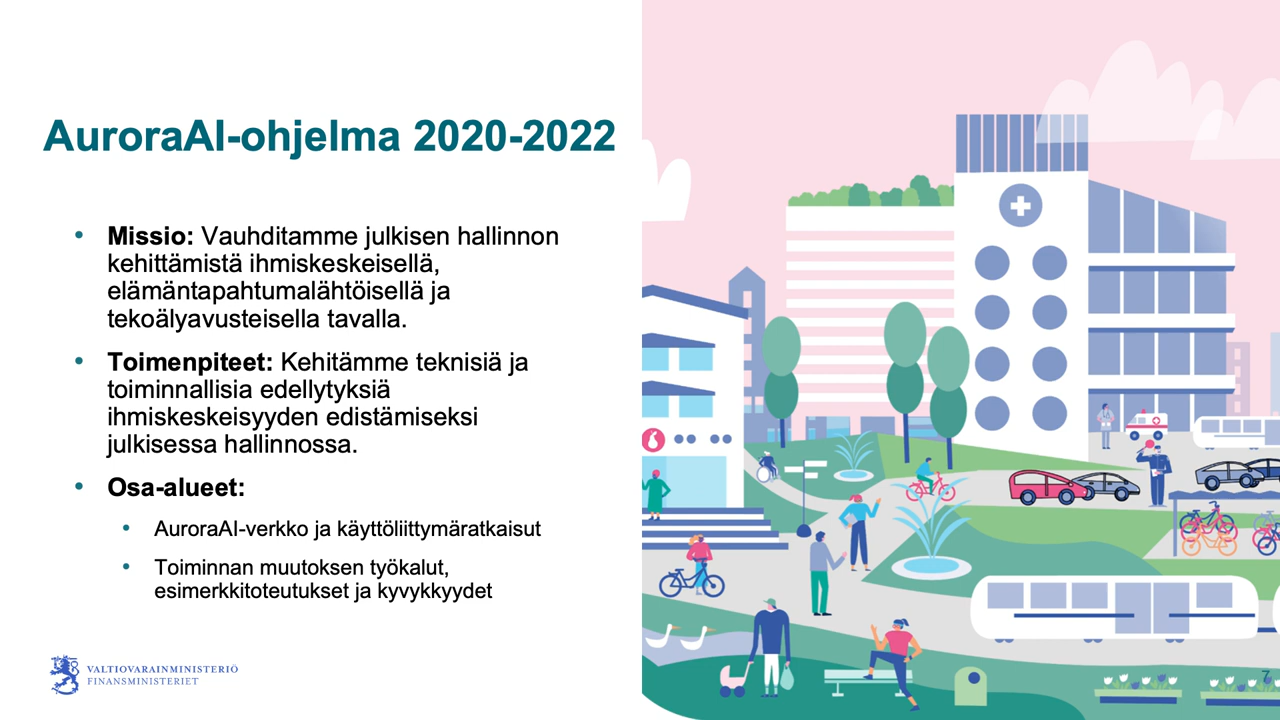 AuroraAI-ohjelma 2020-2022
• Missio: Vauhditamme julkisen hallinnon
kehittämistä ihmiskeskeisellä,
elämäntapahtumalähtöisellä ja
tekoälyavusteisella tavalla.
• Toimenpiteet: Kehitämme teknisiä ja
toiminnallisia edellytyksiä
ihmiskeskeisyyden edistämiseksi
julkisessa hallinnossa.
• Osa-alueet:
• AuroraAI-verkko ja käyttöliittymäratkaisut
• Toiminnan muutoksen työkalut,
esimerkkitoteutukset ja kyvykkyydet
VALTIOVARAINMINISTERIÖ
FINANSMINISTERIET
7